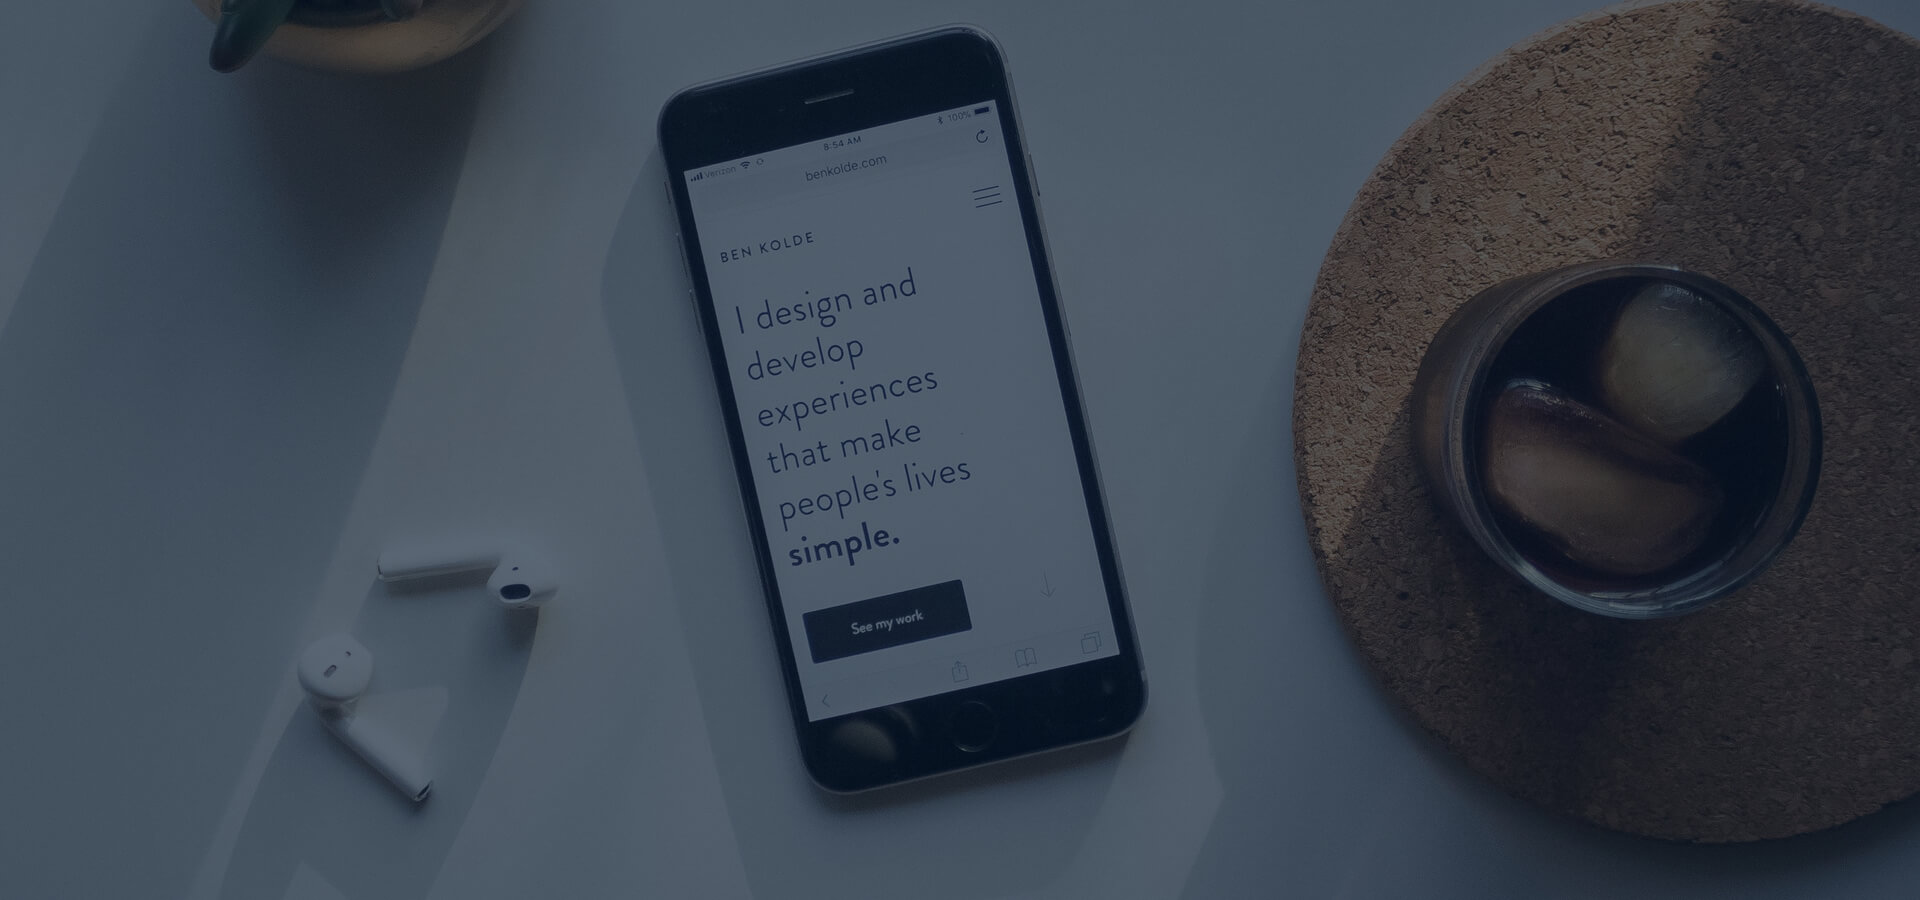 verizon
8:54 AM
100%
benkolde.com
BEN KOLDE
I design and
develop
experiences
that make
people's lives
simple.
See my work